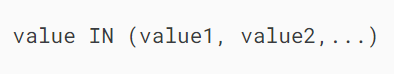 value IN (value1, value2,...)